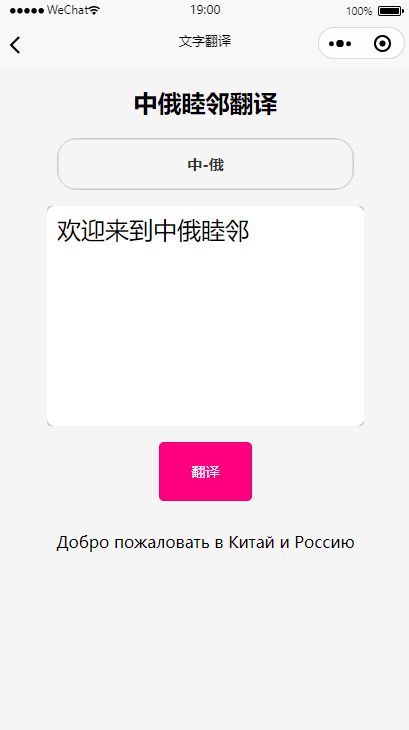 WeChat 19:00 100%
文字翻译
中俄睦邻翻译
中-俄
欢迎来到中俄睦邻
翻译
Добро пожаловать в Китай и Россию